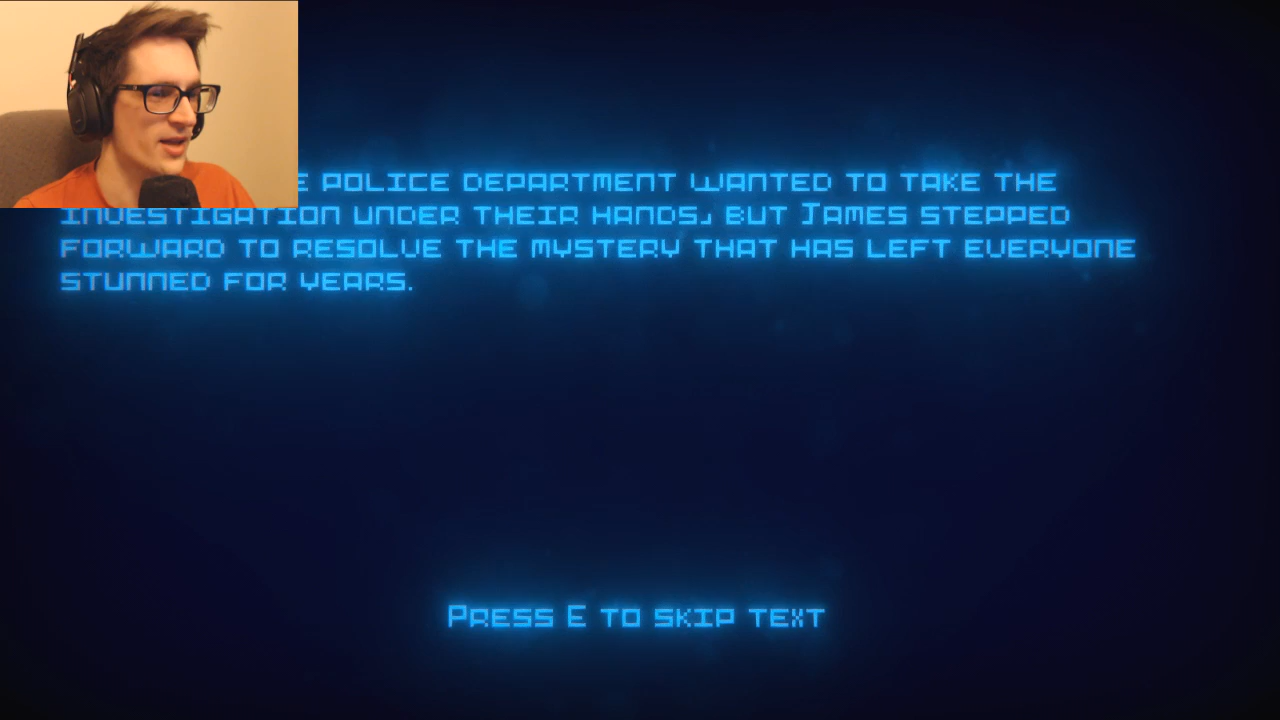 POLICE DEPARTMENT WANTED TO TAKE THE
INVESTIGATION UNDER THEIR HANDS, BUT JAMES STEPPED
FORWARD TO RESOLVE THE MYSTERY THAT HAS LEFT EVERYONE
STUNNED FOR YEARS.
PRESS E TO SKIP TEXT